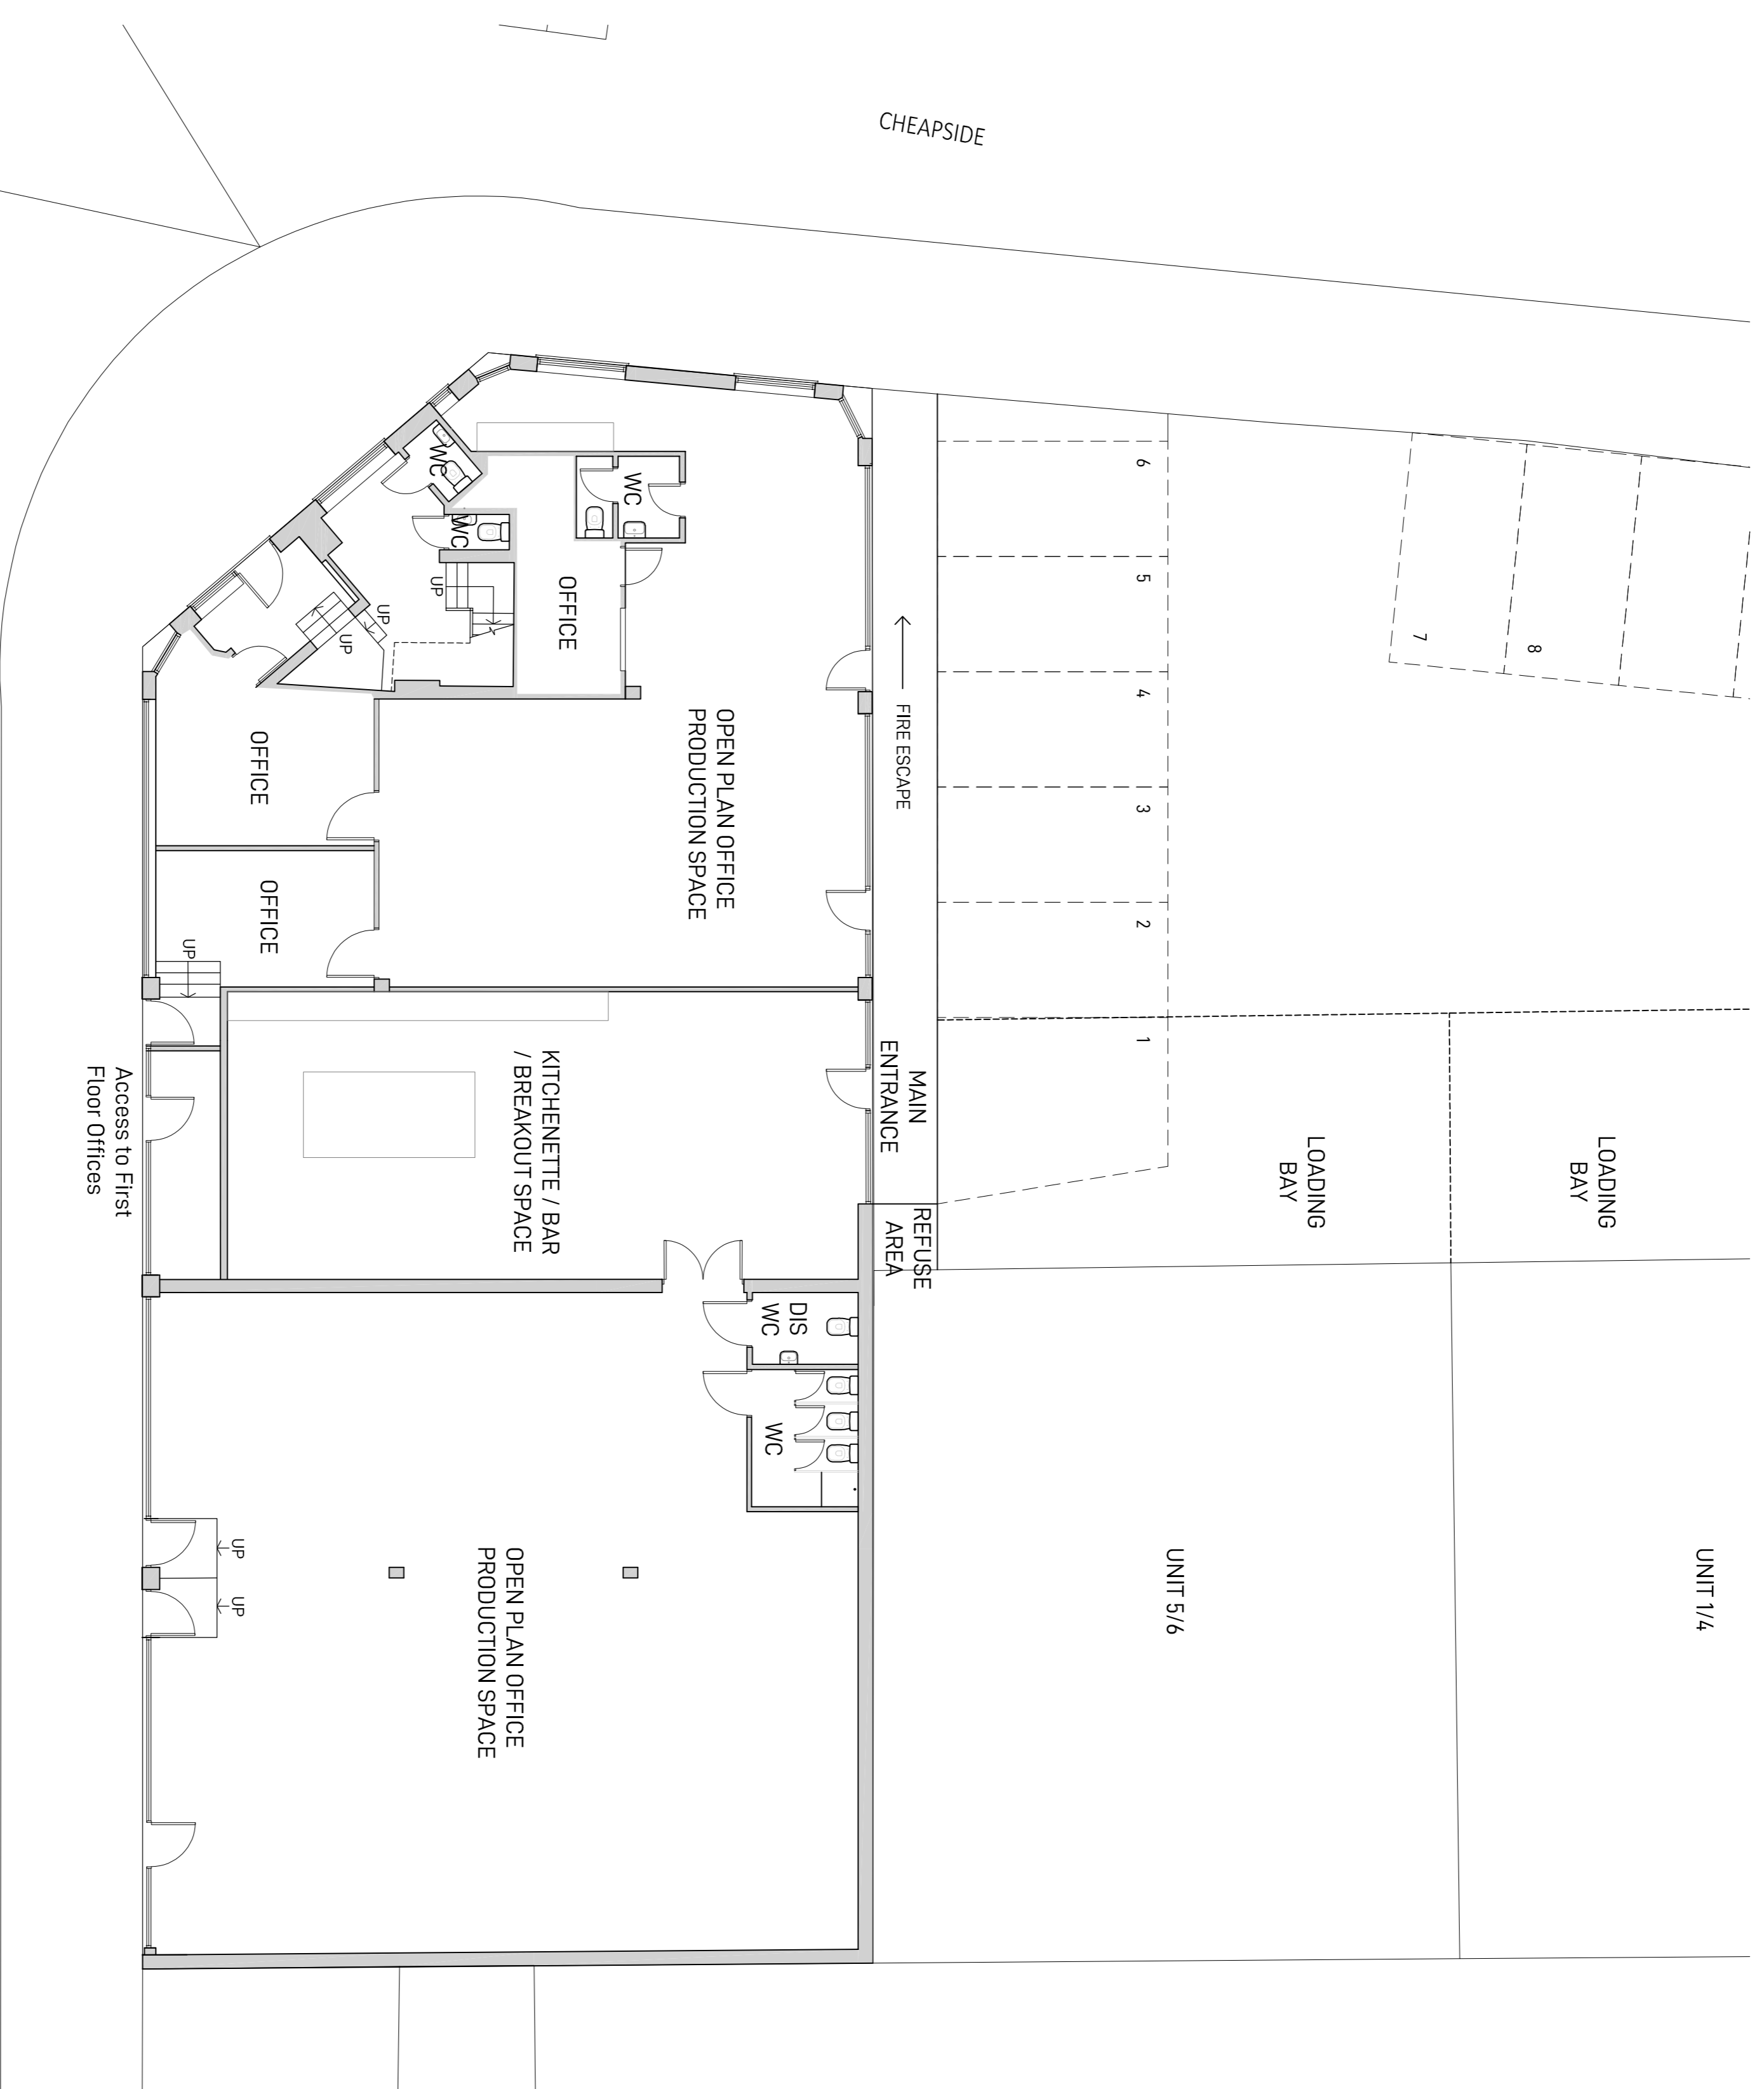 CHEAPSIDE
6
5
4
3
2
1
7
8
WC
WC
WC
UP
UP
UP
OFFICE
FIRE ESCAPE
OPEN PLAN OFFICE
PRODUCTION SPACE
OFFICE
OFFICE
UP
MAIN
ENTRANCE
KITCHENETTE / BAR
/ BREAKOUT SPACE
Access to First
Floor Offices
LOADING
BAY
LOADING
BAY
REFUSE
AREA
DIS
WC
WC
UP
UP
OPEN PLAN OFFICE
PRODUCTION SPACE
UNIT 5/6
UNIT 1/4